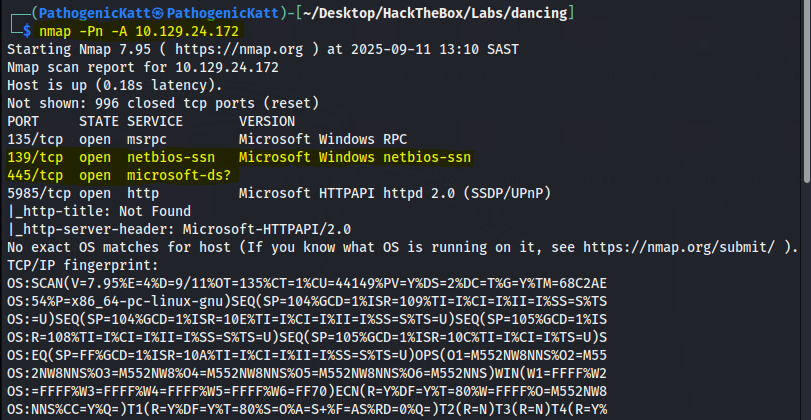 ┌──(PathogenicKatt㉿PathogenicKatt)-[~/Desktop/HackTheBox/Labs/dancing]
└─$ nmap -Pn -A 10.129.24.172
Starting Nmap 7.95 ( https://nmap.org ) at 2025-09-11 13:10 SAST
Nmap scan report for 10.129.24.172
Host is up (0.18s latency).
Not shown: 996 closed tcp ports (reset)
PORT     STATE SERVICE       VERSION
135/tcp  open  msrpc         Microsoft Windows RPC
139/tcp  open  netbios-ssn   Microsoft Windows netbios-ssn
445/tcp  open  microsoft-ds?
5985/tcp open  http          Microsoft HTTPAPI httpd 2.0 (SSDP/UPnP)
|_http-title: Not Found
|_http-server-header: Microsoft-HTTPAPI/2.0
No exact OS matches for host (If you know what OS is running on it, see https://nmap.org/submit/ ).
TCP/IP fingerprint:
OS:SCAN(V=7.95%E=4%D=9/11%OT=135%CT=1%CU=44149%PV=Y%DS=2%DC=T%G=Y%TM=68C2AE
OS:54%P=x86_64-pc-linux-gnu)SEQ(SP=104%GCD=1%ISR=109%TI=I%CI=I%II=I%SS=S%TS
OS:=U)SEQ(SP=104%GCD=1%ISR=10E%TI=I%CI=I%II=I%SS=S%TS=U)SEQ(SP=105%GCD=1%IS
OS:R=108%TI=I%CI=I%II=I%SS=S%TS=U)SEQ(SP=105%GCD=1%ISR=10C%TI=I%CI=I%TS=U)S
OS:EQ(SP=FF%GCD=1%ISR=10A%TI=I%CI=I%II=I%SS=S%TS=U)OPS(O1=M552NW8NNS%O2=M55
OS:2NW8NNS%O3=M552NW8%O4=M552NW8NNS%O5=M552NW8NNS%O6=M552NNS)WIN(W1=FFFF%W2
OS:=FFFF%W3=FFFF%W4=FFFF%W5=FFFF%W6=FF70)ECN(R=Y%DF=Y%T=80%W=FFFF%O=M552NW8
OS:NNS%CC=Y%Q=)T1(R=Y%DF=Y%T=80%S=O%A=S+%F=AS%RD=0%Q=)T2(R=N)T3(R=N)T4(R=Y%